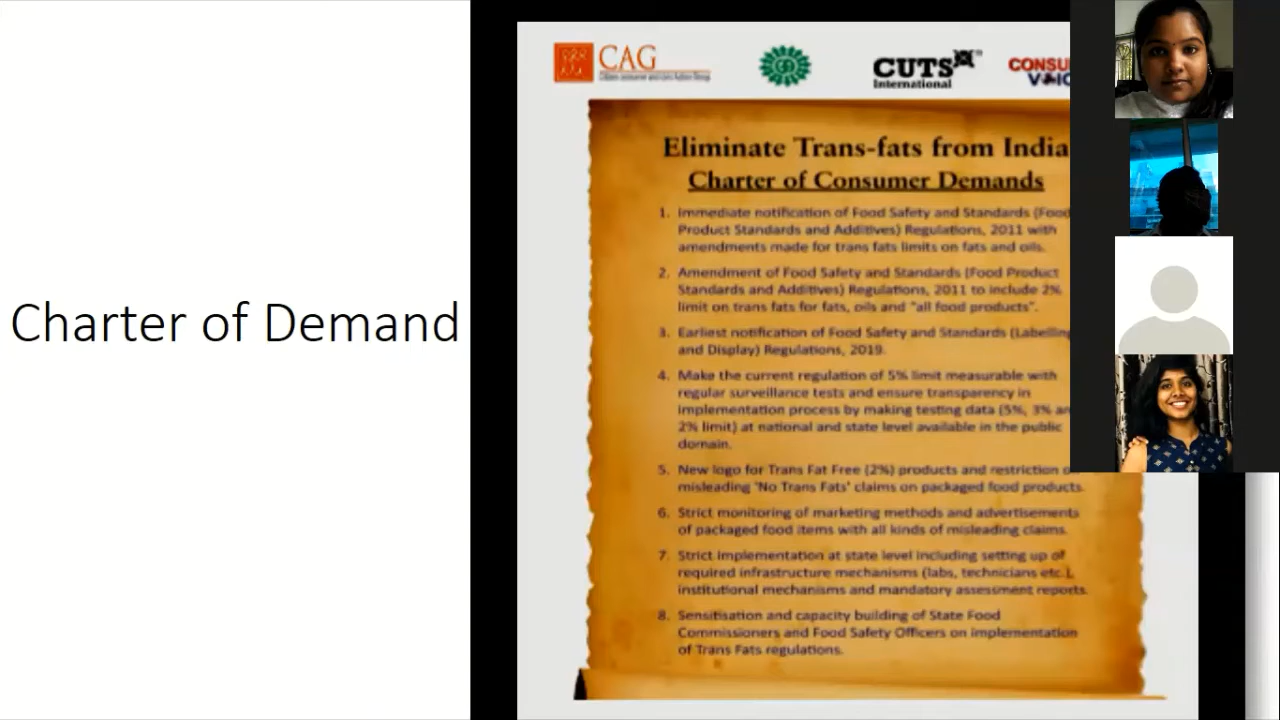 Charter of Demand
CAG
CUTS
International
CONSU
VOIC
Eliminate Trans-fats from India
Charter of Consumer Demands
1. Immediate notification of Food Safety and Standards (Food
Product Standards and Additives) Regulations, 2011 with
amendments made for trans fats limits on fats and oils.
2. Amendment of Food Safety and Standards (Food Product
Standards and Additives) Regulations, 2011 to include 2%
limit on trans fats for fats, oils and "all food products".
3. Earliest notification of Food Safety and Standards (Labelling
and Display) Regulations, 2019.
4. Make the current regulation of 5% limit measurable with
regular surveillance tests and ensure transparency in
implementation process by making testing data (5%, 3% an
2% limit) at national and state level available in the public
domain.
5. New logo for Trans Fat Free (2%) products and restriction o
misleading 'No Trans Fats' claims on packaged food products.
6. Strict monitoring of marketing methods and advertisements
of packaged food items with all kinds of misleading claims.
7. Strict implementation at state level including setting up of
required infrastructure mechanisms (labs, technicians etc.),
institutional mechanisms and mandatory assessment reports.
8. Sensitisation and capacity building of State Food
Commissioners and Food Safety Officers on implementation
of Trans Fats regulations.